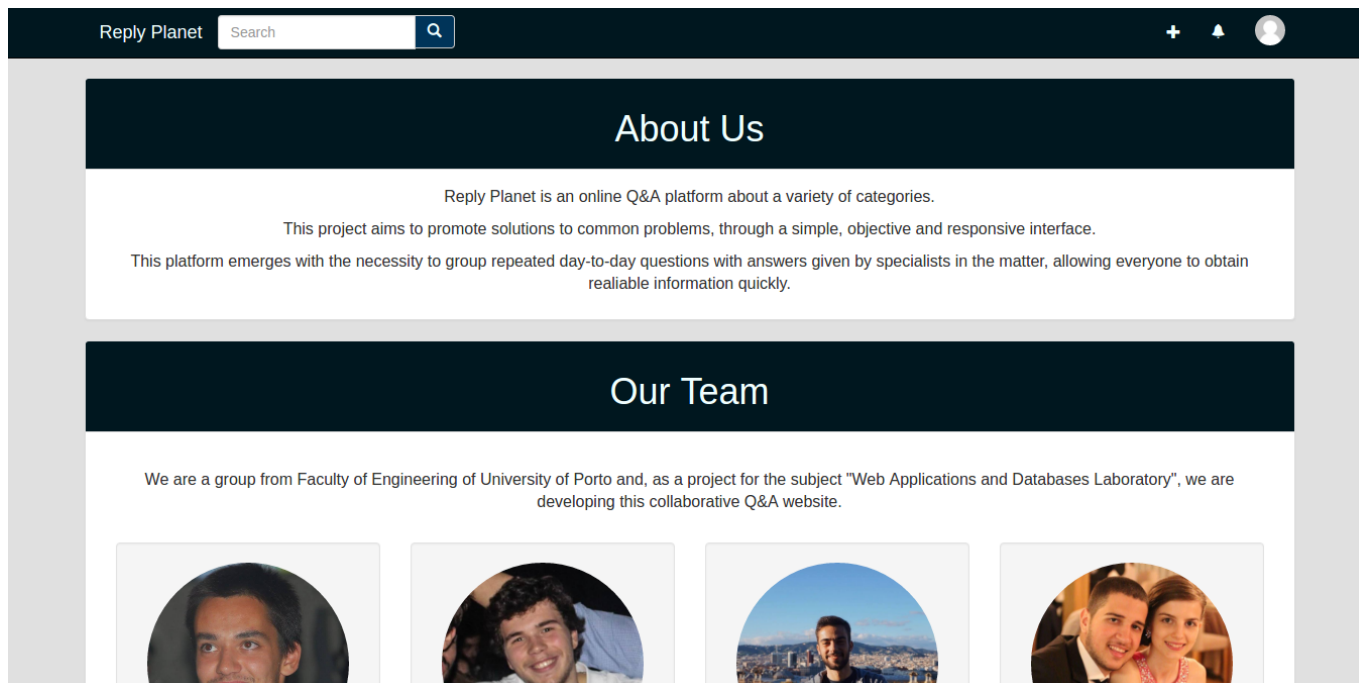 Reply Planet Search
About Us
Reply Planet is an online Q&A platform about a variety of categories.
This project aims to promote solutions to common problems, through a simple, objective and responsive interface.
This platform emerges with the necessity to group repeated day-to-day questions with answers given by specialists in the matter, allowing everyone to obtain
realiable information quickly.
Our Team
We are a group from Faculty of Engineering of University of Porto and, as a project for the subject "Web Applications and Databases Laboratory", we are
developing this collaborative Q&A website.